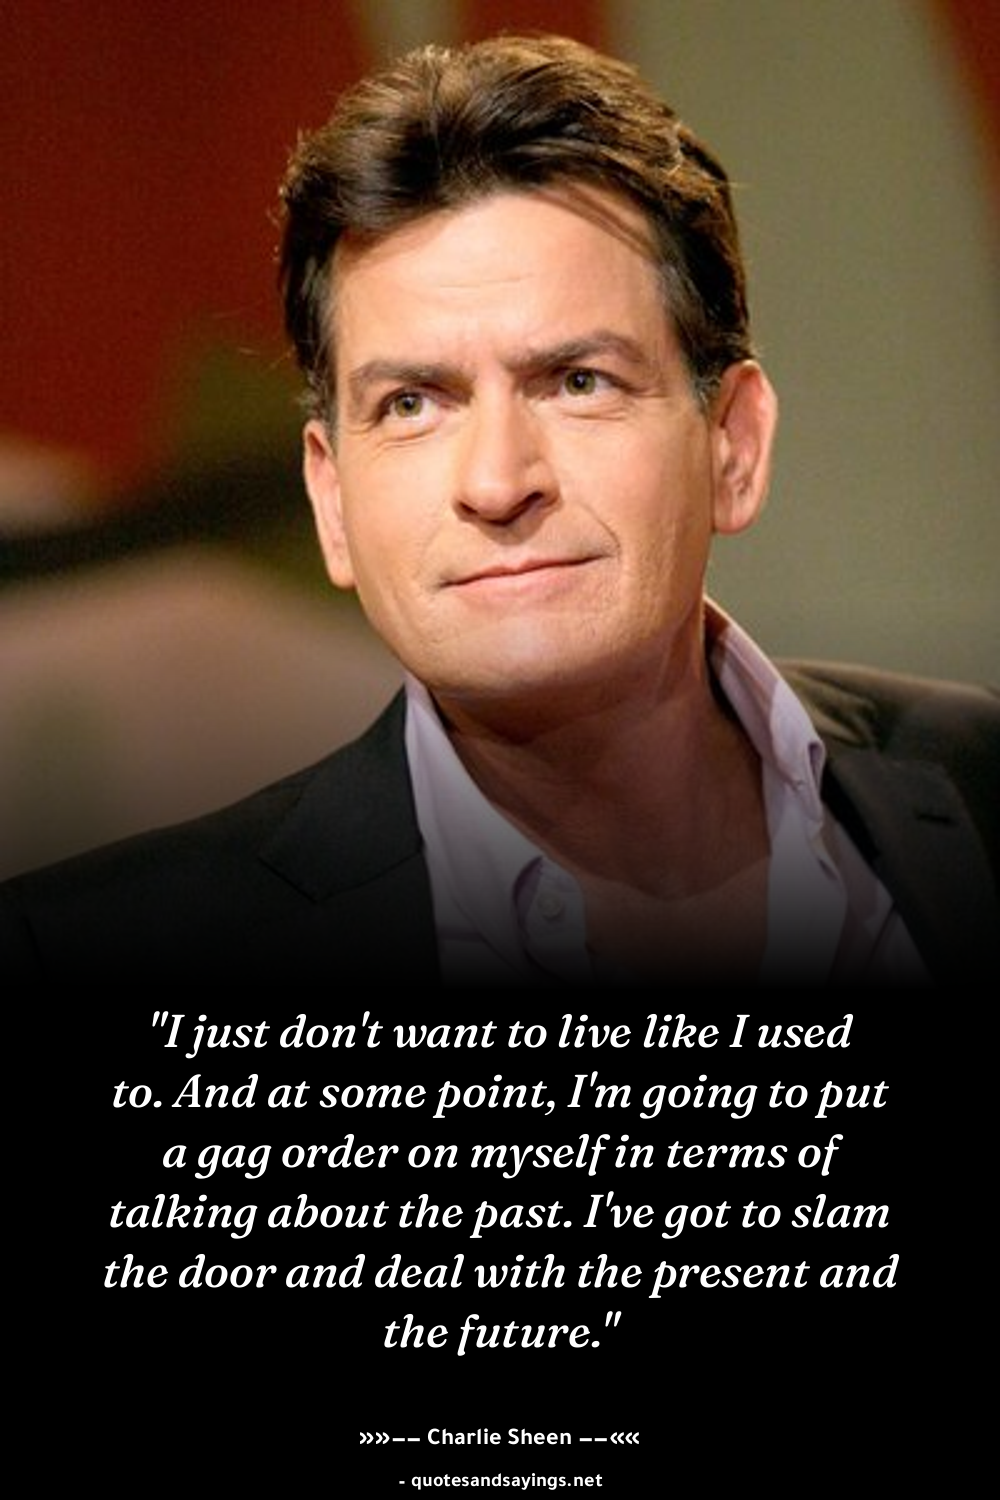 "I just don't want to live like I used
to. And at some point, I'm going to put
a gag order on myself in terms of
talking about the past. I've got to slam
the door and deal with the present and
the future."
»»—— Charlie Sheen ——««
- quotesandsayings.net